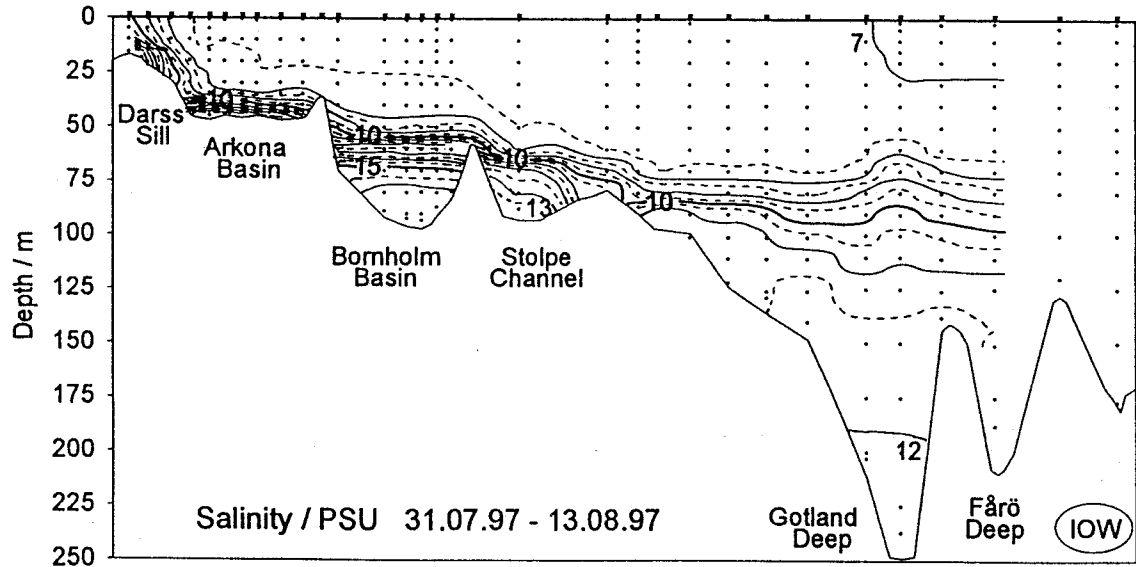 0
25
50
75
100
125
150
175
200
225
250
Depth / m
7
10
Darss
Sill
Arkona
Basin
10
15
10
13
10
Bornholm
Basin
Stolpe
Channel
12
Salinity / PSU 31.07.97 - 13.08.97
Gotland
Deep
Fårö
Deep
IOW